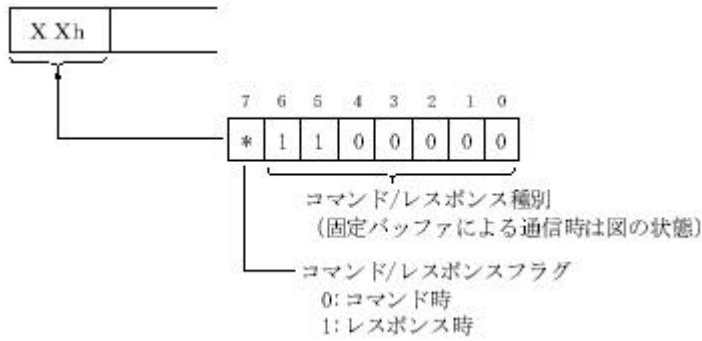 X Xh
7 6 5 4 3 2 1 0
* 1 1 0 0 0 0 0
コマンド/レスポンス種別
(固定バッファによる通信時は図の状態)
コマンド/レスポンスフラグ
0:コマンド時
1:レスポンス時